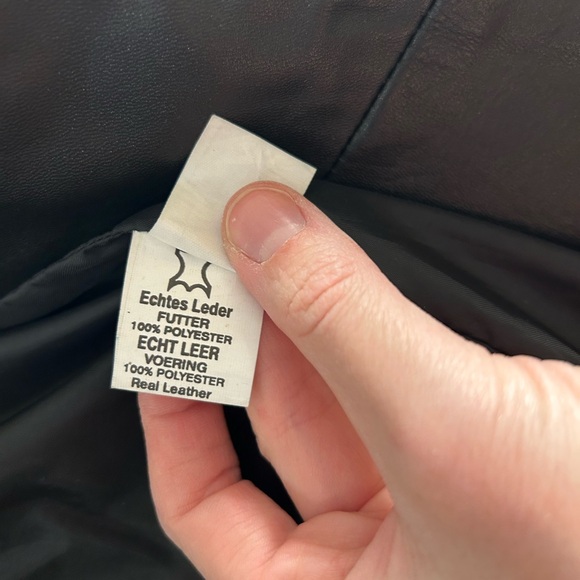 Echtes Leder
FUTTER
100% POLYESTER
ECHT LEER
VOERING
100% POLYESTER
Real Leather